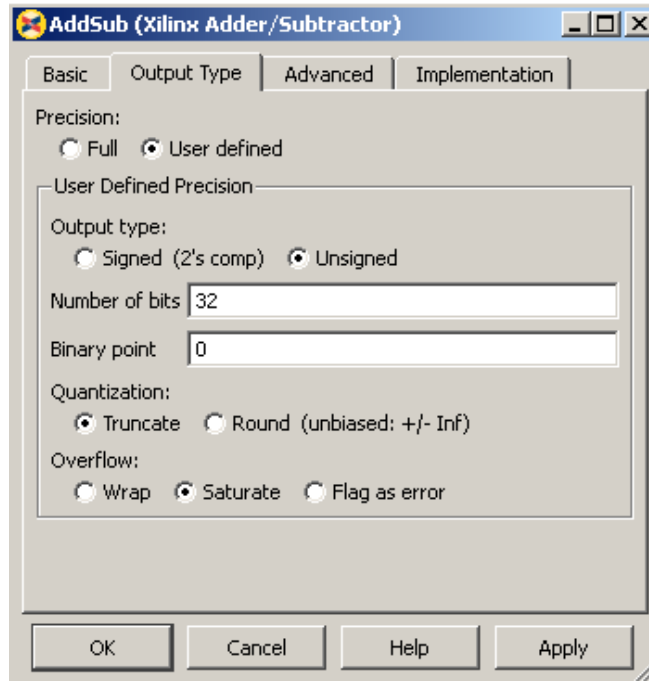 AddSub (Xilinx Adder/Subtractor)
Basic Output Type Advanced Implementation
Precision:
Full User defined
User Defined Precision
Output type:
Signed (2's comp) Unsigned
Number of bits 32
Binary point 0
Quantization:
Truncate Round (unbiased: +/- Inf)
Overflow:
Wrap Saturate Flag as error
OK Cancel Help Apply